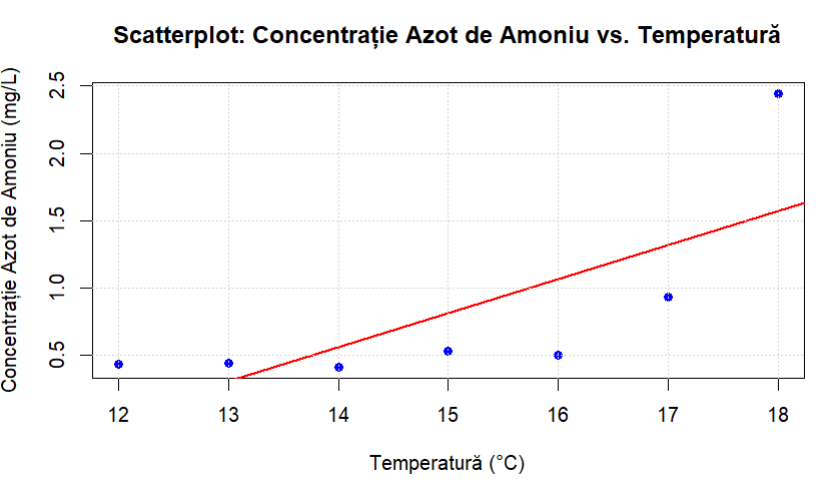 Scatterplot: Concentrație Azot de Amoniu vs. Temperatură
Concentrație Azot de Amoniu (mg/L)
2.5
2.0
1.5
1.0
0.5
12 13 14 15 16 17 18
Temperatură (°C)